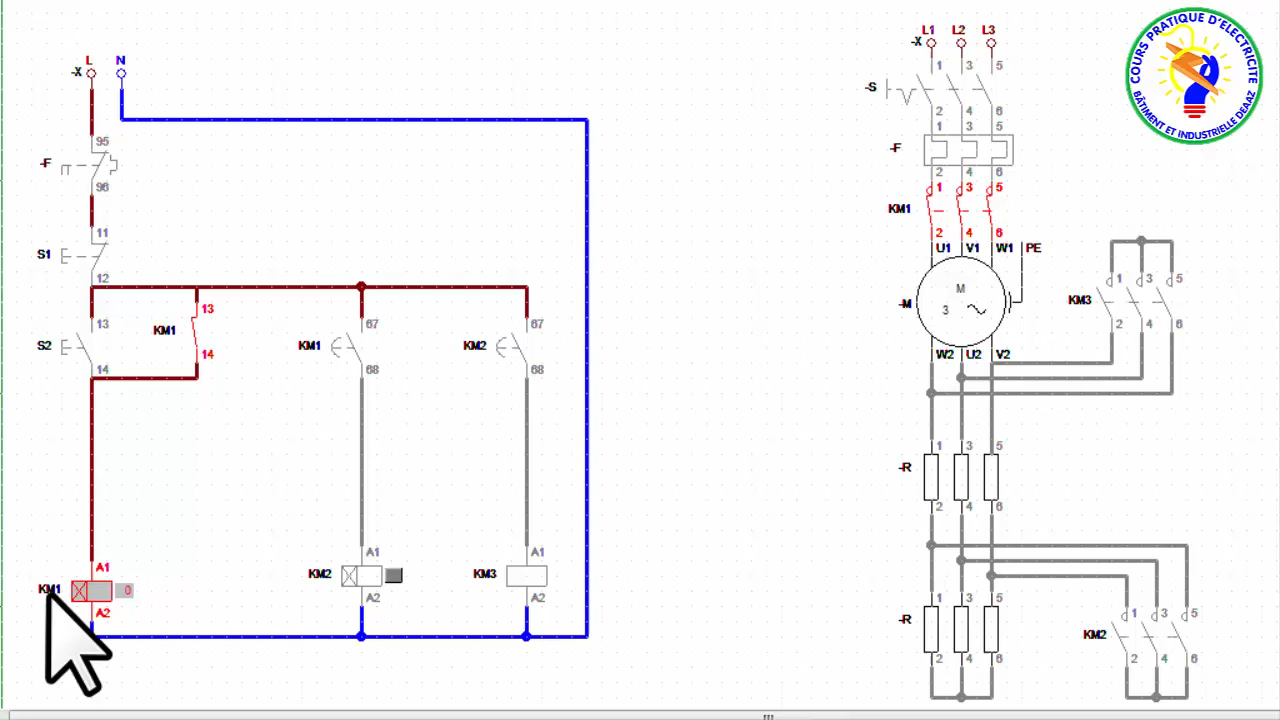 L N
-X
95
-F
96
11
S1
12
13
S2
14
13
KM1
14
67
KM1
68
67
KM2
68
A1
KM1 0
A2
A1
KM2
A2
A1
KM3
A2
L1 L2 L3
-X
1 3 5
-S
2 4 6
1 3 5
-F
2 4 6
1 3 5
KM1
2 4 6
U1 V1 W1 PE
M
-M
3
W2 U2 V2
1 3 5
KM3
2 4 6
1 3 5
-R
2 4 6
1 3 5
-R
2 4 6
1 3 5
KM2
2 4 6
COURS PRATIQUE D'ELECTRICITE
BÂTIMENT ET INDUSTRIELLE DEAAZ